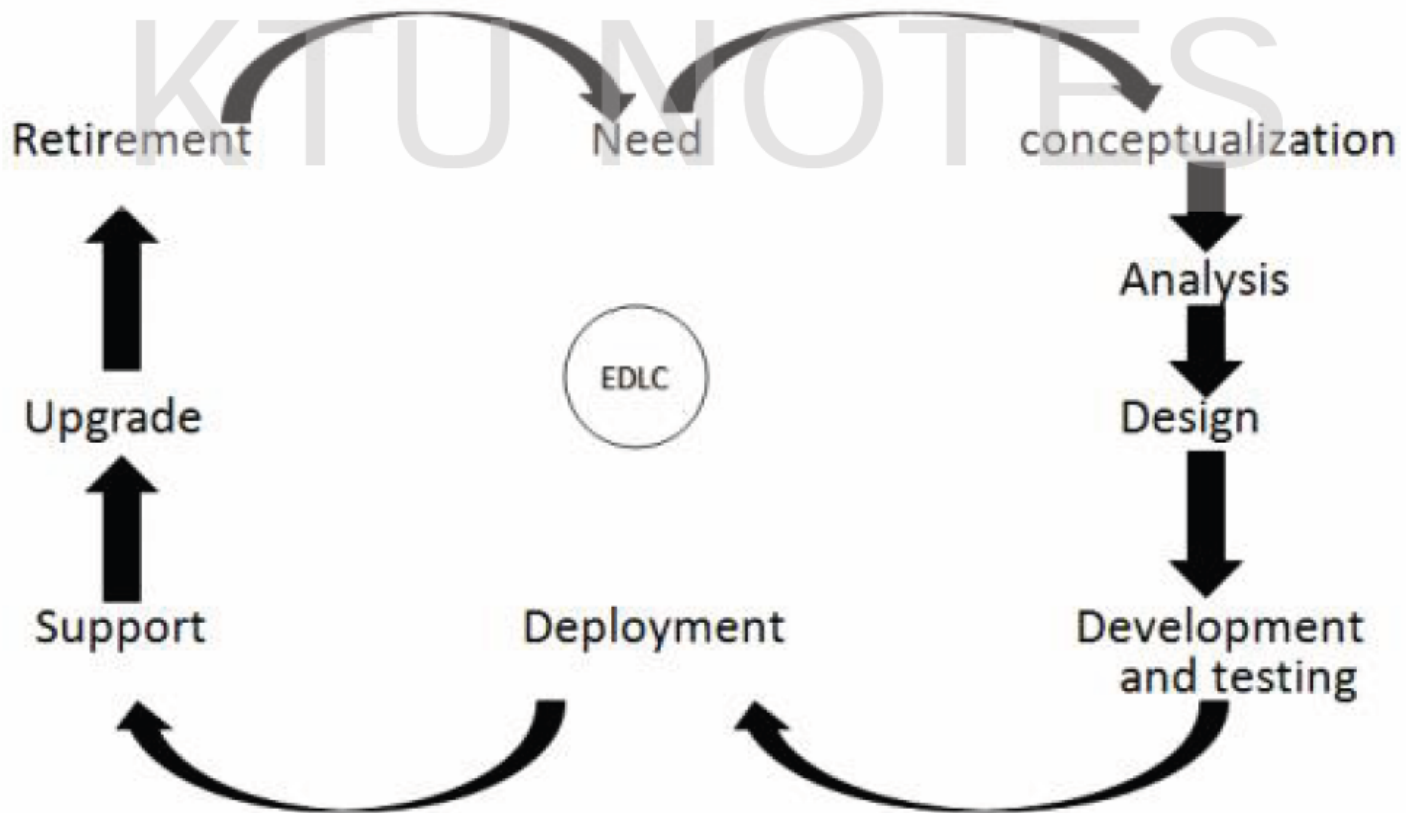 KTU NOTES
Retirement
Need
conceptualization
Analysis
EDLC
Upgrade
Design
Support
Deployment
Development
and testing